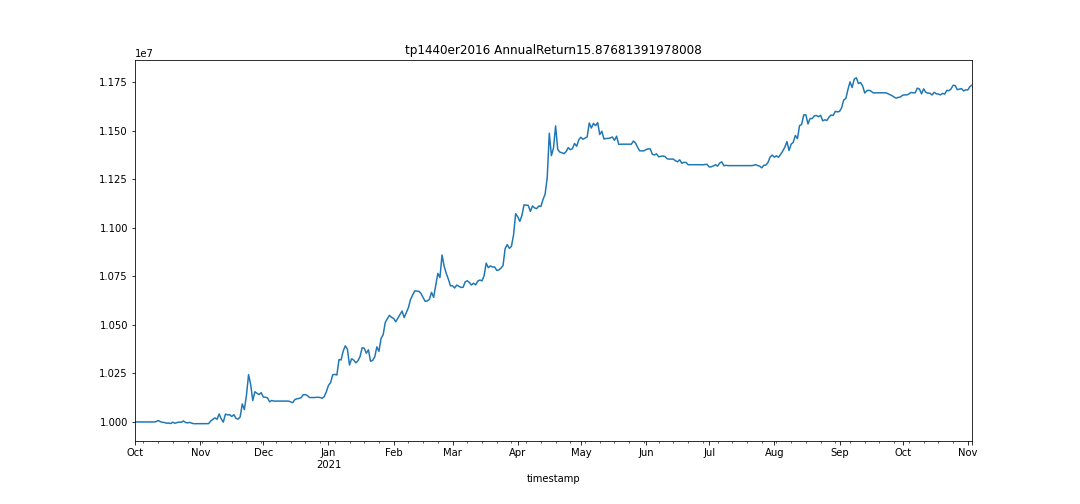 tp1440er2016 AnnualReturn15.87681391978008
1e7
1.175
1.150
1.125
1.100
1.075
1.050
1.025
1.000
Oct Nov Dec Jan Feb Mar Apr May Jun Jul Aug Sep Oct Nov
2021
timestamp